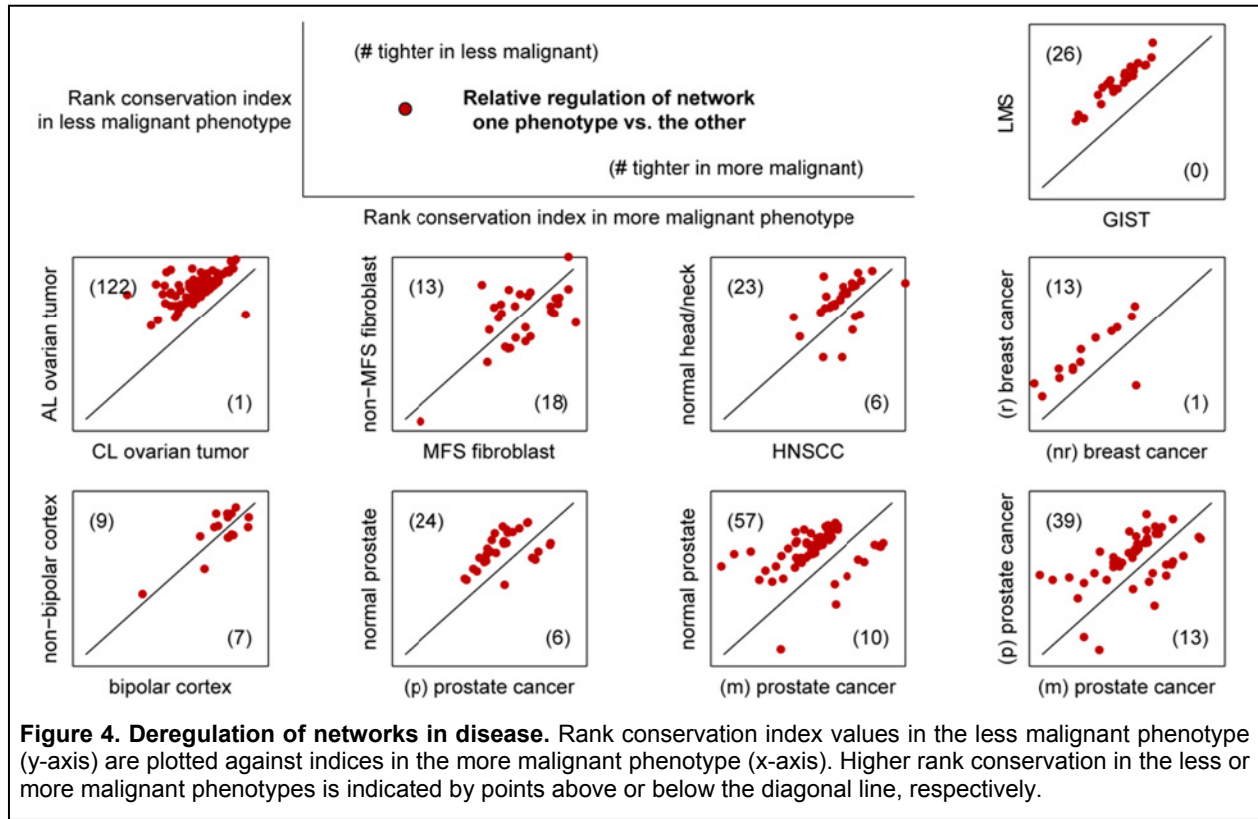 (# tighter in less malignant)
Rank conservation index
in less malignant phenotype
Relative regulation of network
one phenotype vs. the other
(# tighter in more malignant)
Rank conservation index in more malignant phenotype
(26)
LMS
(0)
GIST
(122)
AL ovarian tumor
(1)
CL ovarian tumor
(13)
non−MFS fibroblast
(18)
MFS fibroblast
(23)
normal head/neck
(6)
HNSCC
(13)
(r) breast cancer
(1)
(nr) breast cancer
(9)
non−bipolar cortex
(7)
bipolar cortex
(24)
normal prostate
(6)
(p) prostate cancer
(57)
normal prostate
(10)
(m) prostate cancer
(39)
(p) prostate cancer
(13)
(m) prostate cancer
Figure 4. Deregulation of networks in disease. Rank conservation index values in the less malignant phenotype
(y-axis) are plotted against indices in the more malignant phenotype (x-axis). Higher rank conservation in the less or
more malignant phenotypes is indicated by points above or below the diagonal line, respectively.